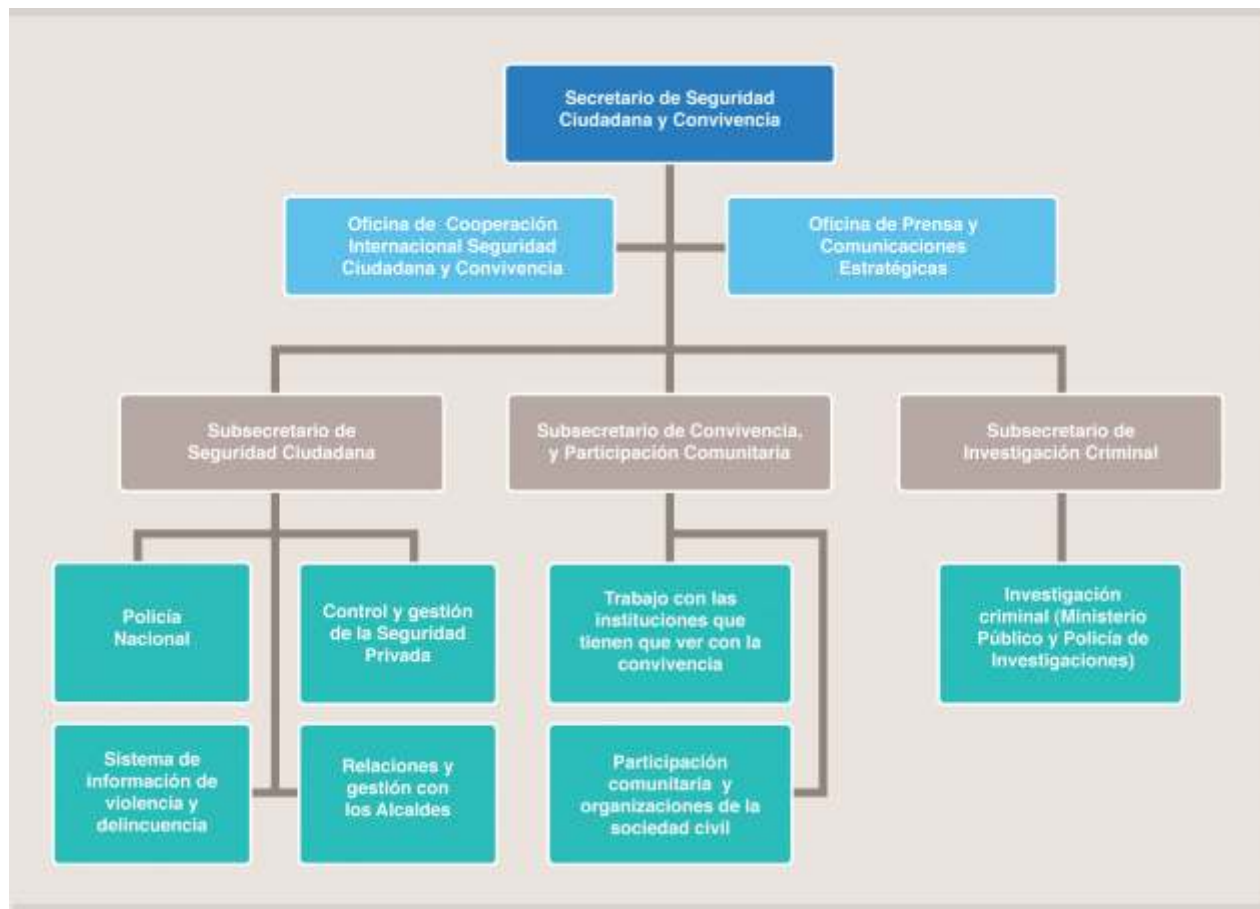 Secretario de Seguridad
Ciudadana y Convivencia
Oficina de Cooperación
Internacional Seguridad
Ciudadana y Convivencia
Oficina de Prensa y
Comunicaciones
Estratégicas
Subsecretario de
Seguridad Ciudadana
Subsecretario de Convivencia,
y Participación Comunitaria
Subsecretario de
Investigación Criminal
Policía
Nacional
Control y gestión
de la Seguridad
Privada
Trabajo con las
instituciones que
tienen que ver con la
convivencia
Investigación
criminal (Ministerio
Público y Policía de
Investigaciones)
Sistema de
información de
violencia y
delincuencia
Relaciones y
gestión con
los Alcaldes
Participación
comunitaria y
organizaciones de la
sociedad civil